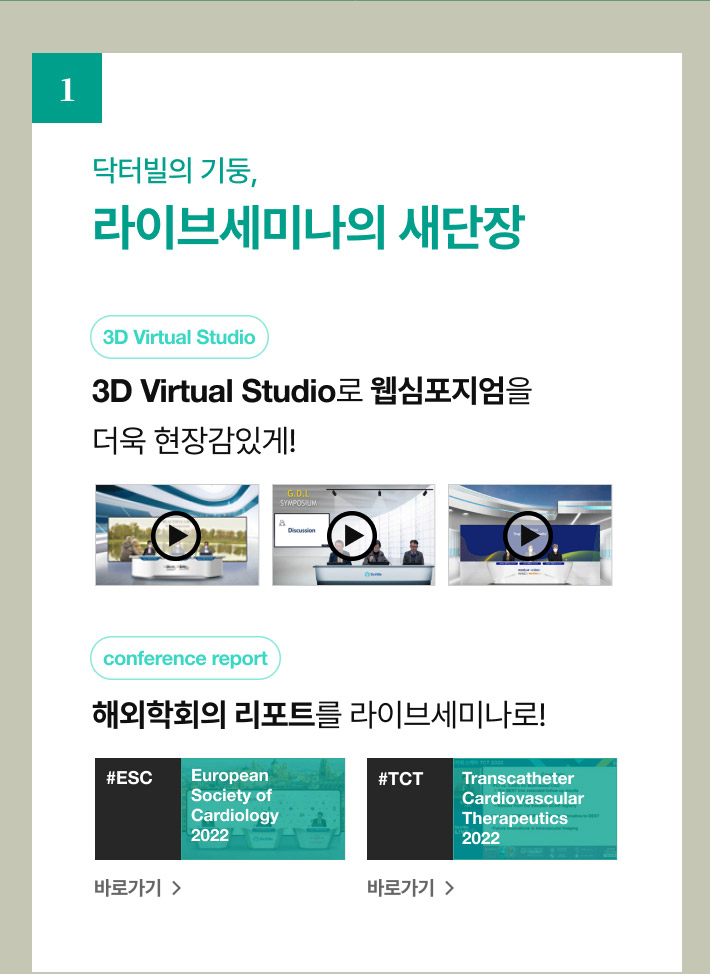 1
닥터빌의 기둥,
라이브세미나의 새단장
3D Virtual Studio
3D Virtual Studio로 웹심포지엄을
더욱 현장감있게!
G.D.L
SYMPOSIUM
Discussion
conference report
해외학회의 리포트를 라이브세미나로!
#ESC
European
Society of
Cardiology
2022
#TCT
Transcatheter
Cardiovascular
Therapeutics
2022
바로가기 >
바로가기 >